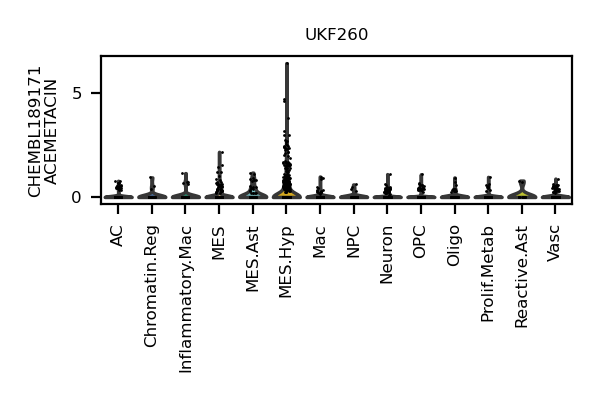 UKF260
CHEMBL189171
ACEMETACIN
5
0
AC
Chromatin.Reg
Inflammatory.Mac
MES
MES.Ast
MES.Hyp
Mac
NPC
Neuron
OPC
Oligo
Prolif.Metab
Reactive.Ast
Vasc